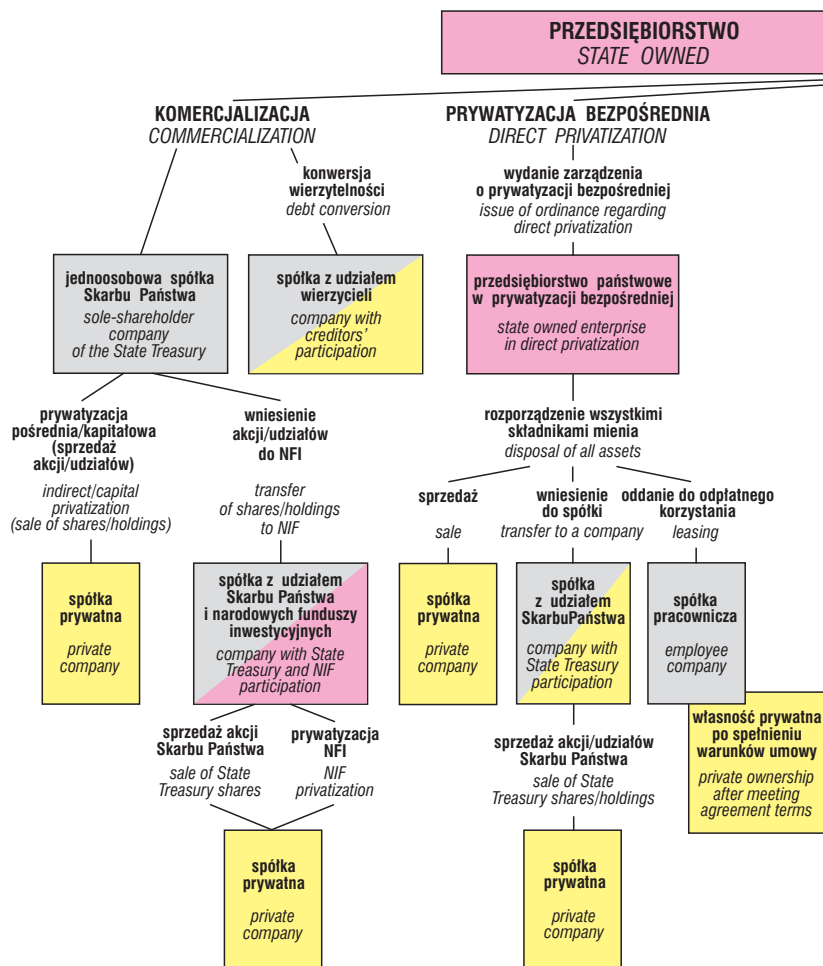 PRZEDSIĘBIORSTWO
STATE OWNED
KOMERCJALIZACJA
COMMERCIALIZATION
PRYWATYZACJA BEZPOŚREDNIA
DIRECT PRIVATIZATION
konwersja
wierzytelności
debt conversion
wydanie zarządzenia
o prywatyzacji bezpośredniej
issue of ordinance regarding
direct privatization
jednoosobowa spółka
Skarbu Państwa
sole-shareholder
company
of the State Treasury
spółka z udziałem
wierzycieli
company with
creditors'
participation
przedsiębiorstwo państwowe
w prywatyzacji bezpośredniej
state owned enterprise
in direct privatization
prywatyzacja
pośrednia/kapitałowa
(sprzedaż
akcji/udziałów)
indirect/capital
privatization
(sale of shares/holdings)
wniesienie
akcji/udziałów
do NFI
transfer
of shares/holdings
to NIF
rozporządzenie wszystkimi
składnikami mienia
disposal of all assets
sprzedaż
sale
wniesienie
do spółki
transfer to a company
oddanie do odpłatnego
korzystania
leasing
spółka
prywatna
private
company
spółka z udziałem
Skarbu Państwa
i narodowych funduszy
inwestycyjnych
company with State
Treasury and NIF
participation
spółka
prywatna
private
company
spółka
z udziałem
SkarbuPaństwa
company with
State Treasury
participation
spółka
pracownicza
employee
company
własność prywatna
po spełnieniu
warunków umowy
private ownership
after meeting
agreement terms
sprzedaż akcji
Skarbu Państwa
sale of State
Treasury shares
prywatyzacja
NFI
NIF
privatization
sprzedaż akcji/udziałów
Skarbu Państwa
sale of State
Treasury shares/holdings
spółka
prywatna
private
company
spółka
prywatna
private
company